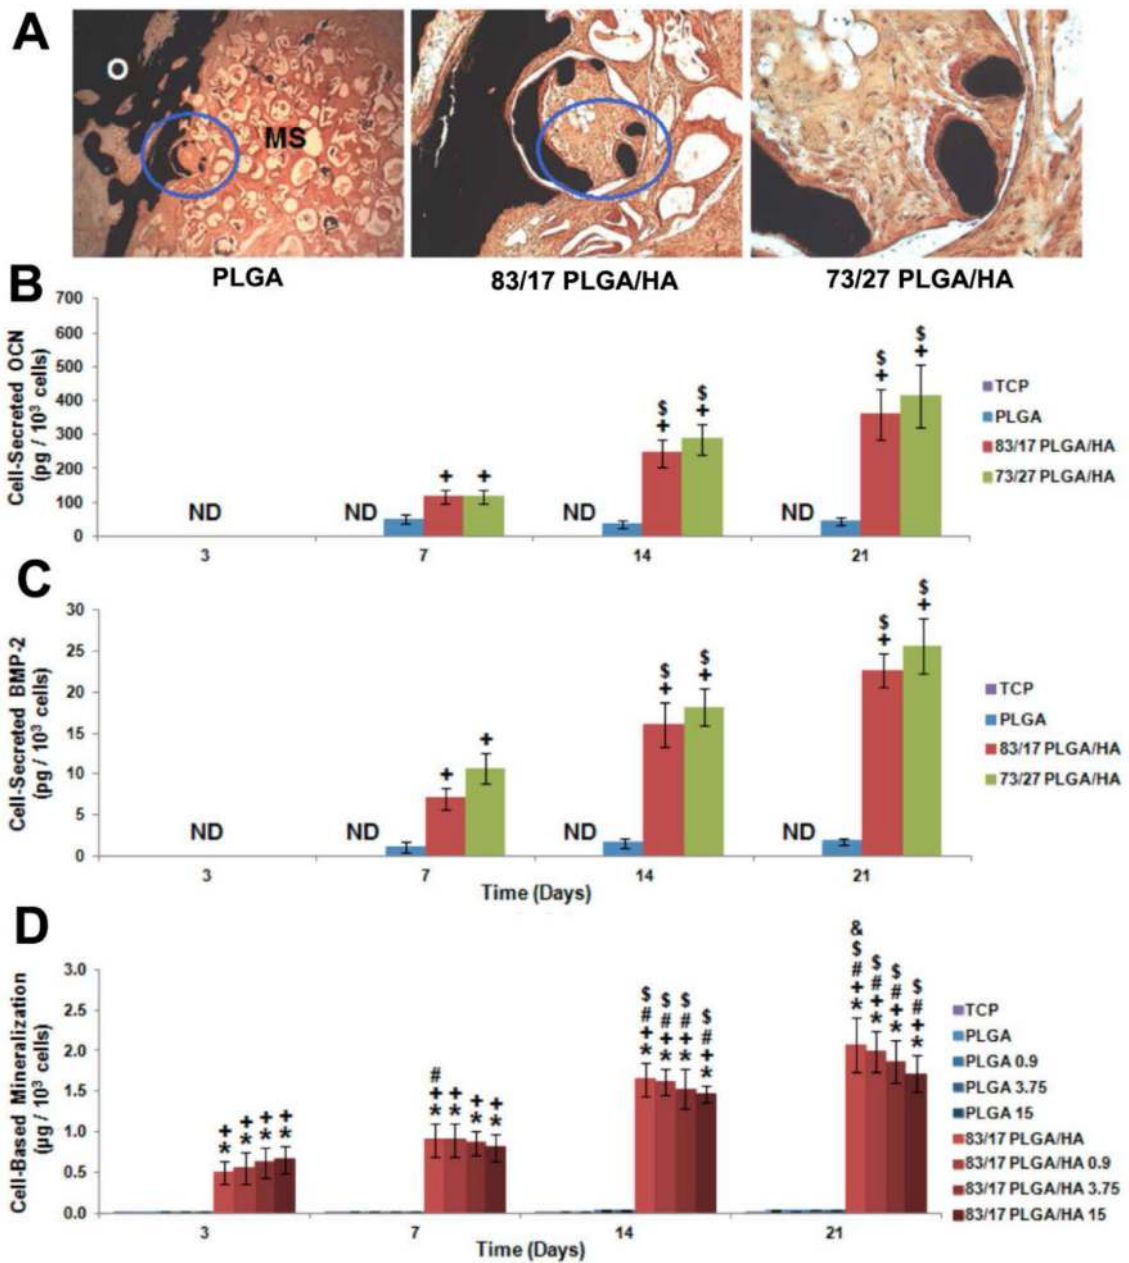 A
O
MS
PLGA
83/17 PLGA/HA
73/27 PLGA/HA
B
Cell-Secreted OCN
(pg / 10³ cells)
700
600
500
400
300
200
100
0
ND
ND
ND
ND
+
+
$
+
$
+
$
+
$
+
3
7
14
21
TCP
PLGA
83/17 PLGA/HA
73/27 PLGA/HA
C
Cell-Secreted BMP-2
(pg / 10³ cells)
30
25
20
15
10
5
0
ND
ND
ND
ND
+
+
$
+
$
+
$
+
$
+
3
7
14
21
Time (Days)
TCP
PLGA
83/17 PLGA/HA
73/27 PLGA/HA
D
Cell-Based Mineralization
(µg / 10³ cells)
3.0
2.5
2.0
1.5
1.0
0.5
0.0
+
*
+
*
+
*
+
*
#
+
*
+
*
+
*
+
*
$
#
+
*
$
#
+
*
$
#
+
*
$
#
+
*
&
$
#
+
*
$
#
+
*
$
#
+
*
$
#
+
*
3
7
14
21
Time (Days)
TCP
PLGA
PLGA 0.9
PLGA 3.75
PLGA 15
83/17 PLGA/HA
83/17 PLGA/HA 0.9
83/17 PLGA/HA 3.75
83/17 PLGA/HA 15